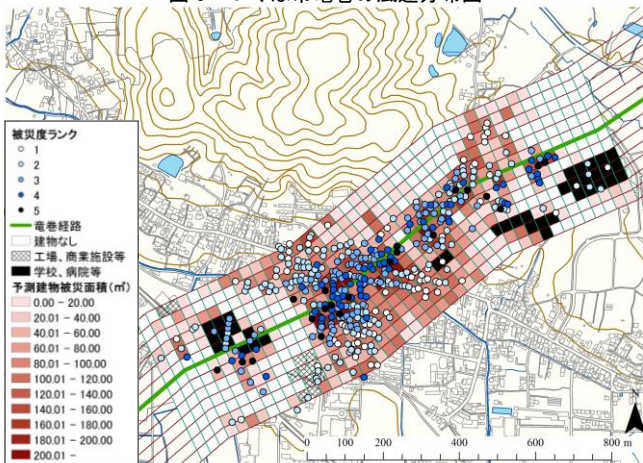 被災度ランク
1
2
3
4
5
竜巻経路
建物なし
工場、商業施設等
学校、病院等
予測建物被災面積(㎡)
0.00 - 20.00
20.01 - 40.00
40.01 - 60.00
60.01 - 80.00
80.01 - 100.00
100.01 - 120.00
120.01 - 140.00
140.01 - 160.00
160.01 - 180.00
180.01 - 200.00
200.01 -
N
0 100 200 400 600 800 m